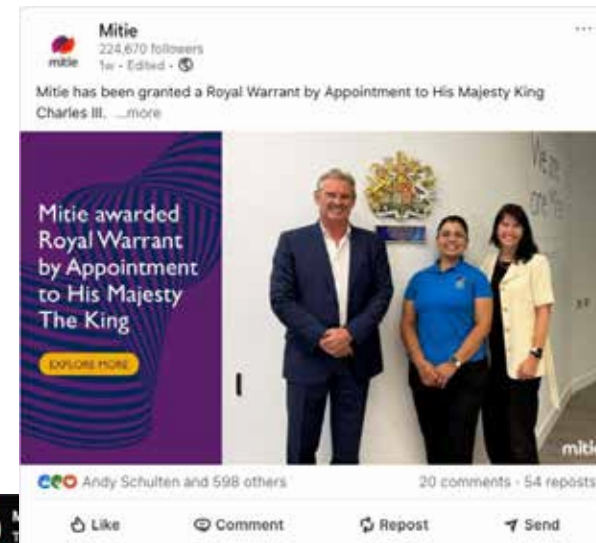 Mitie
224,670 followers
1w • Edited •
mitie
Mitie has been granted a Royal Warrant by Appointment to His Majesty King
Charles III. ...more
Mitie awarded
Royal Warrant
by Appointment
to His Majesty
The King
EXPLORE MORE
mitie
Andy Schulten and 598 others
20 comments • 54 reposts
Like
Comment
Repost
Send